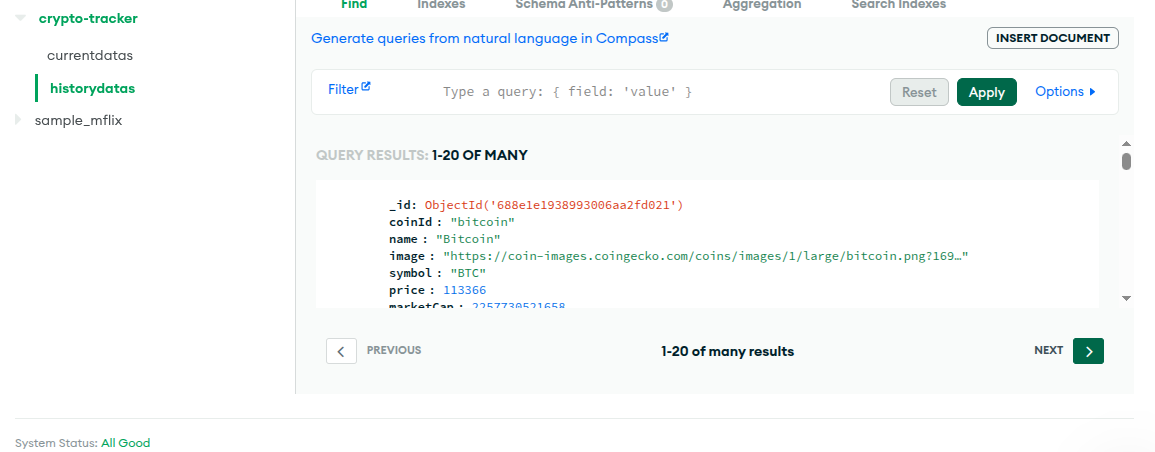 crypto-tracker
currentdatas
historydatas
sample_mflix
Find Indexes Schema Anti-Patterns 0 Aggregation Search Indexes
Generate queries from natural language in Compass
INSERT DOCUMENT
Filter Type a query: { field: 'value' } Reset Apply Options
QUERY RESULTS: 1-20 OF MANY
_id: ObjectId('688e1e1938993006aa2fd021')
coinId : "bitcoin"
name : "Bitcoin"
image : "https://coin-images.coingecko.com/coins/images/1/large/bitcoin.png?169…"
symbol : "BTC"
price : 113366
marketCap : 2257730521658
PREVIOUS 1-20 of many results NEXT
System Status: All Good